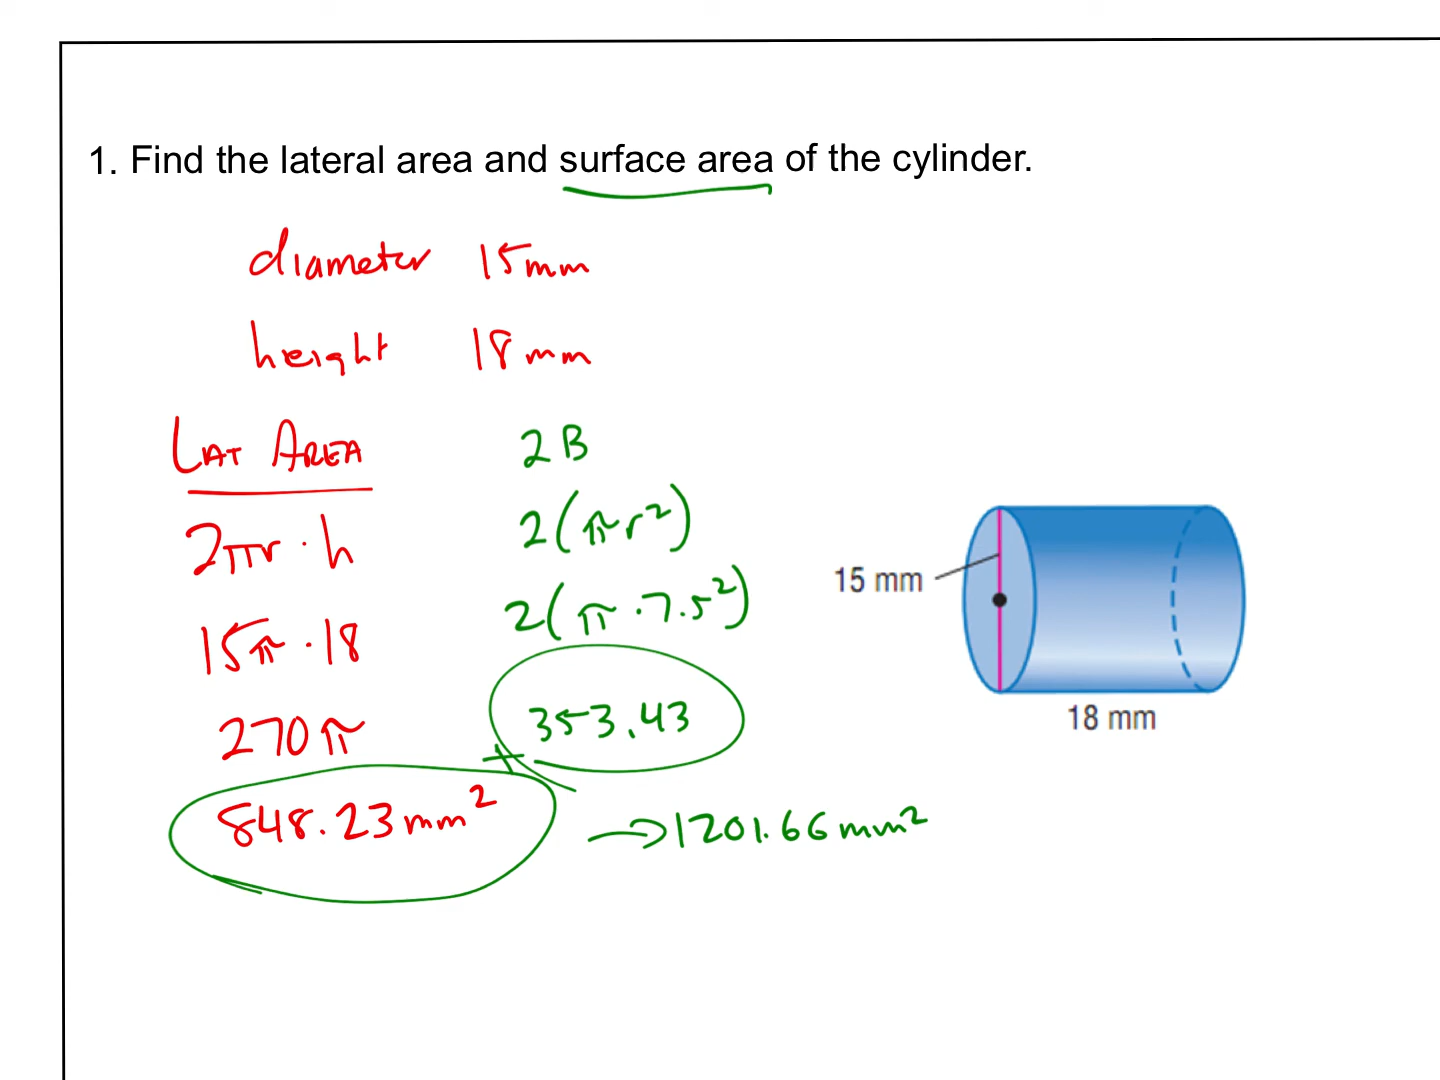 1. Find the lateral area and surface area of the cylinder.
diameter 15mm
height 18mm
LAT AREA
2πr · h
15π · 18
270π
848.23mm²
2B
2(πr²)
2(π · 7.5²)
353.43
+
→1201.66mm²
15 mm
18 mm